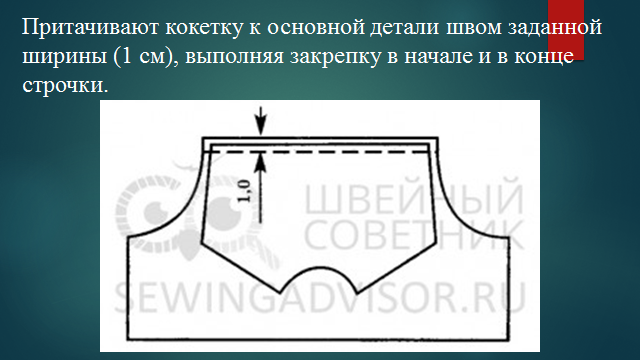 Притачивают кокетку к основной детали швом заданной
ширины (1 см), выполняя закрепку в начале и в конце
строчки.
1,0
ШВЕЙНЫЙ
СОВЕТНИК
SEWINGADVISOR.RU